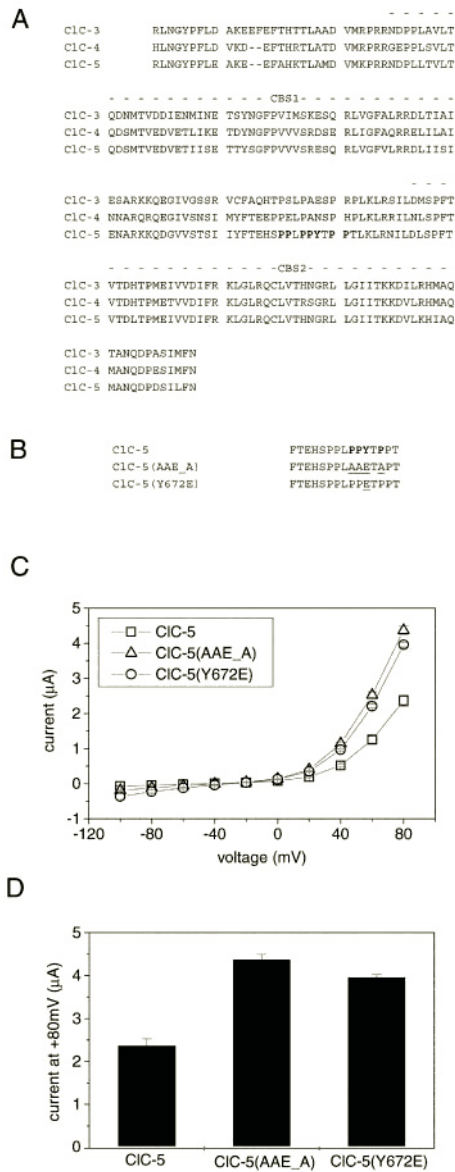 A
- - - - - - -
ClC-3 RLNGYPFLD AKEEFEFTHTTLAAD VMRPRRNDPPLAVLT
ClC-4 HLNGYPFLD VKD--EFTHRTLATD VMRPRRGEPPLSVLT
ClC-5 RLNGYPFLE AKEE-EFAHKTLAMD VMKPRRNDPLLTVLT
- - - - - - - - - - - - -CBS1- - - - - - - - - - - -
ClC-3 QDNMTVDDIENMINE TSYNGFPVIMSKESQ RLVGFALRRDLTIAI
ClC-4 QDSMTVEDVETLIKE TDYNGFPVVVSRDSE RLIGFAQRRELILAI
ClC-5 QDSMTVEDVETIISE TTYSGFPVVVSRESQ RLVGFVLRRDLIISI
- - - -
ClC-3 ESARKKQEGIVGSSR VCFAQHTPSLPAESP RPLKLRSILDMSPFT
ClC-4 NNARQRQEGIVSNSI MYFTEEPPELPANSP HPLKLRRILNLSPFT
ClC-5 ENARKKQDGVVSTSI IYFTEHSPPLPPYTP PTLKLRNILDLSPFT
- - - - - - - - - - - - - -CBS2- - - - - - - - - - -
ClC-3 VTDHTPMEIVVDIFR KLGLRQCLVTHNGRL LGIITKKDILRHMAQ
ClC-4 VTDHTPMETVVDIFR KLGLRQCLVTRSGRL LGIITKKDVLRHMAQ
ClC-5 VTDLTPMEIVVDIFR KLGLRQCLVTHNGRL LGIITKKDVLKHIAQ
ClC-3 TANQDPASIMFN
ClC-4 MANQDPESIMFN
ClC-5 MANQDPDSILFN
B
ClC-5 FTEHSPPLPPYTPPT
ClC-5(AAE_A) FTEHSPPLAAETAPT
ClC-5(Y672E) FTEHSPPLPPETPPT
C
ClC-5
ClC-5(AAE_A)
ClC-5(Y672E)
current (µA)
5
4
3
2
1
0
-1
-120 -80 -40 0 40 80
voltage (mV)
D
current at +80mV (µA)
5
4
3
2
1
0
ClC-5 ClC-5(AAE_A) ClC-5(Y672E)